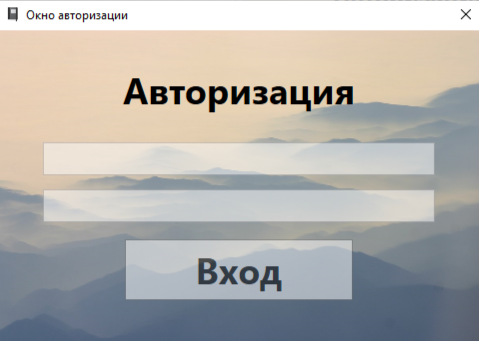 Окно авторизации
Авторизация
Вход